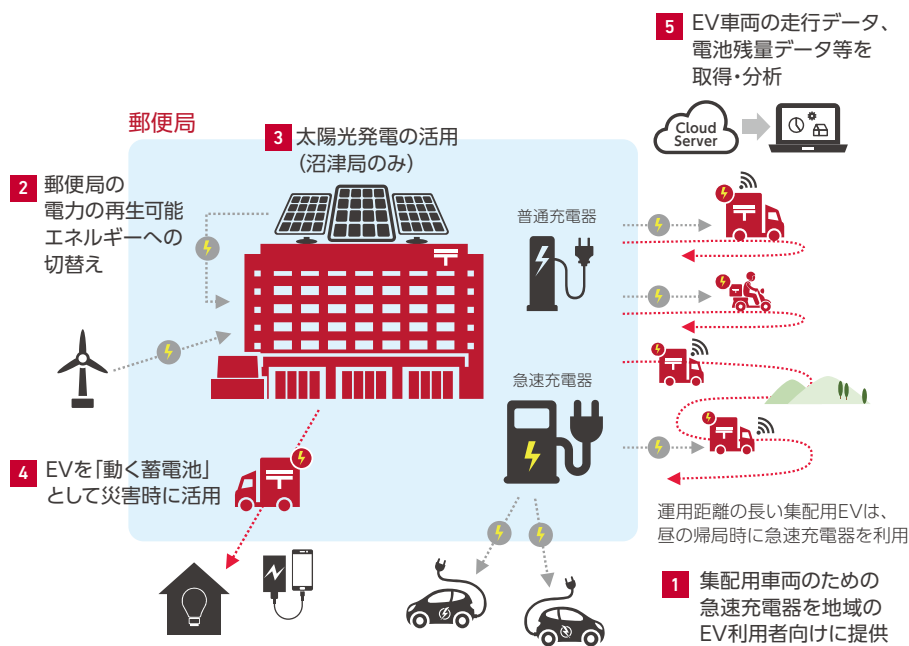 5 EV車両の走行データ、
電池残量データ等を
取得・分析
Cloud
Server
郵便局
3 太陽光発電の活用
(沼津局のみ)
2 郵便局の
電力の再生可能
エネルギーへの
切替え
普通充電器
急速充電器
4 EVを「動く蓄電池」
として災害時に活用
運用距離の長い集配用EVは、
昼の帰局時に急速充電器を利用
1 集配用車両のための
急速充電器を地域の
EV利用者向けに提供